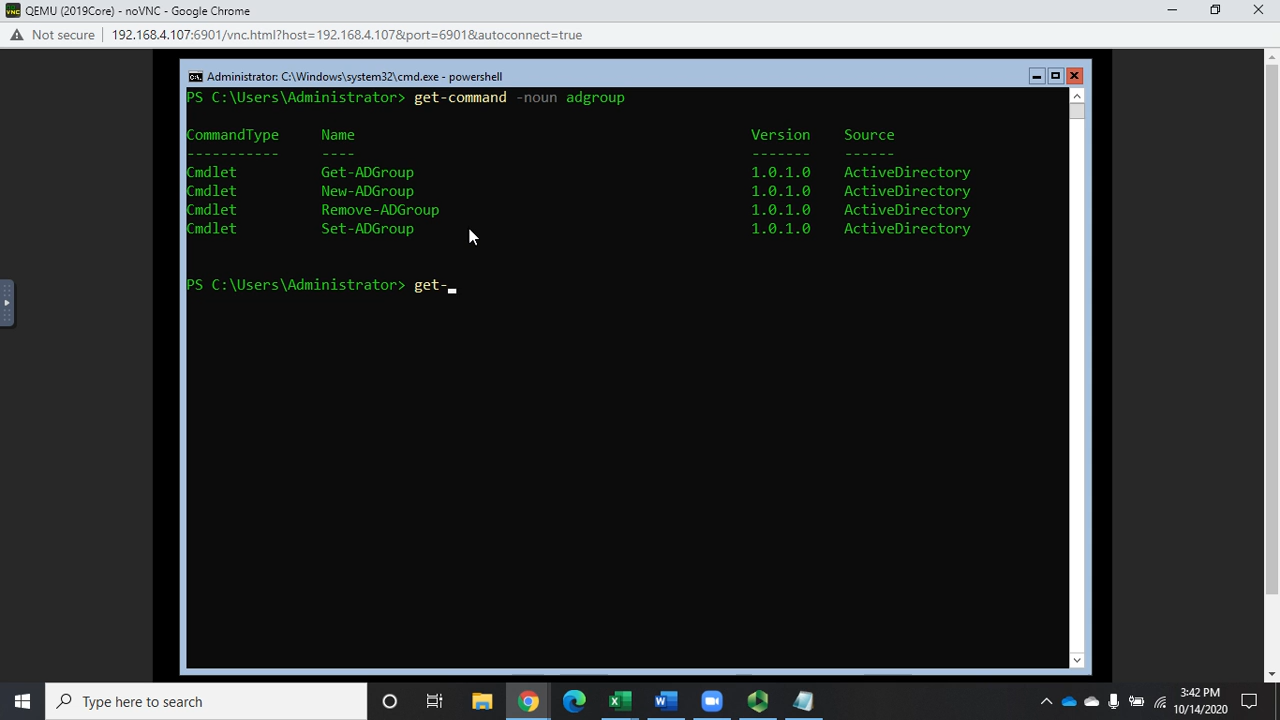 QEMU (2019Core) - noVNC - Google Chrome
Not secure 192.168.4.107:6901/vnc.html?host=192.168.4.107&port=6901&autoconnect=true
Administrator: C:\Windows\system32\cmd.exe - powershell
PS C:\Users\Administrator> get-command -noun adgroup
CommandType Name Version Source
----------- ---- ------- ------
Cmdlet Get-ADGroup 1.0.1.0 ActiveDirectory
Cmdlet New-ADGroup 1.0.1.0 ActiveDirectory
Cmdlet Remove-ADGroup 1.0.1.0 ActiveDirectory
Cmdlet Set-ADGroup 1.0.1.0 ActiveDirectory
PS C:\Users\Administrator> get-_
Type here to search
3:42 PM
10/14/2020